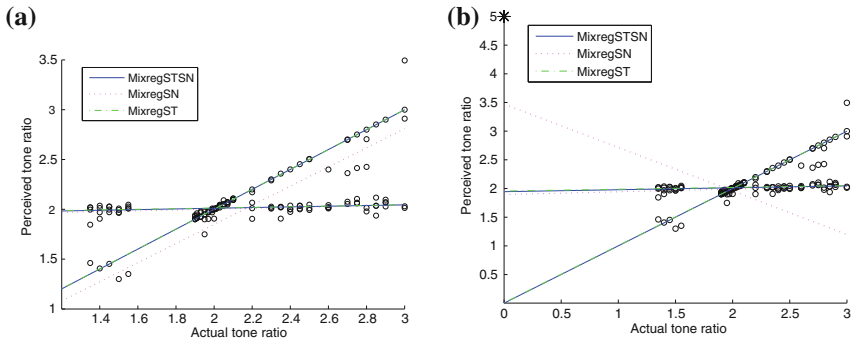 (a)
3.5
3
2.5
2
1.5
1
1.4 1.6 1.8 2 2.2 2.4 2.6 2.8 3
Perceived tone ratio
Actual tone ratio
MixregSTSN
MixregSN
MixregST
(b)
5
4.5
4
3.5
3
2.5
2
1.5
1
0.5
0 0.5 1 1.5 2 2.5 3
Perceived tone ratio
Actual tone ratio
MixregSTSN
MixregSN
MixregST